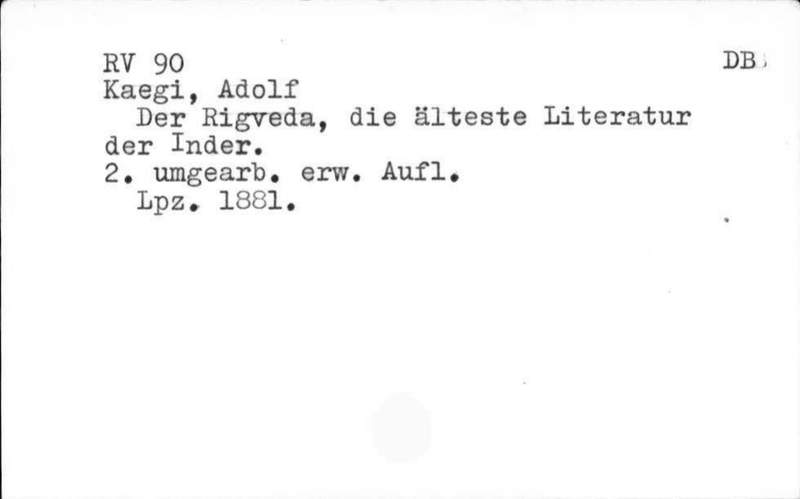 RV 90 DB
Kaegi, Adolf
Der Rigveda, die älteste Literatur
der Inder.
2. umgearb. erw. Aufl.
Lpz. 1881.